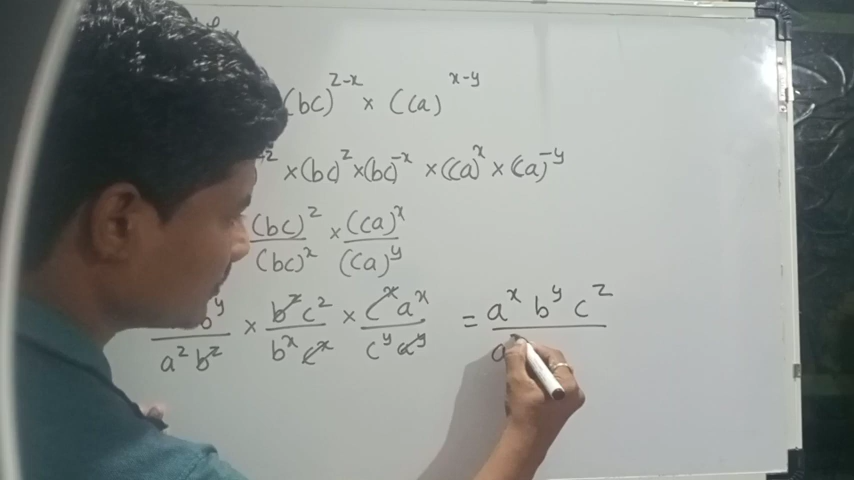 (bc)^{z-x} × (ca)^{x-y}
× (bc)^z × (bc)^{-x} × (ca)^x × (ca)^{-y}
(bc)^z / (bc)^x × (ca)^x / (ca)^y
b^y / a^z b^z × b^z c^z / b^x c^x × c^x a^x / c^y a^y = a^x b^y c^z / a